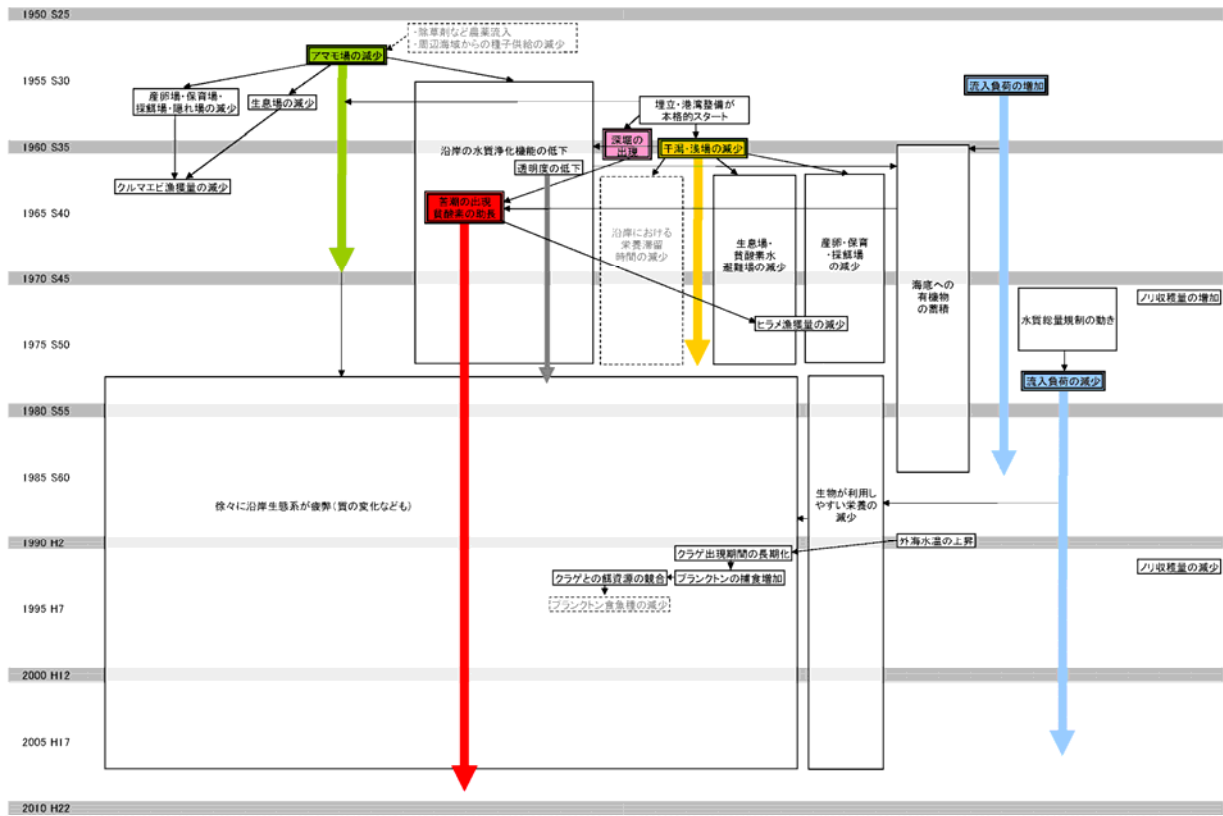 1950 S25
・除草剤など農薬流入
・周辺海域からの種子供給の減少
アマモ場の減少
1955 S30
流入負荷の増加
産卵場・保育場・
採餌場・隠れ場の減少
生息場の減少
埋立・港湾整備が
本格的スタート
深堀の
出現
1960 S35
沿岸の水質浄化機能の低下
干潟・浅場の減少
透明度の低下
クルマエビ漁獲量の減少
苦潮の出現
貧酸素の助長
1965 S40
沿岸における
栄養滞留
時間の減少
生息場・
貧酸素水
避難場の減少
産卵・保育
・採餌場
の減少
1970 S45
海底への
有機物
の蓄積
ノリ収穫量の増加
水質総量規制の動き
ヒラメ漁獲量の減少
1975 S50
流入負荷の減少
1980 S55
1985 S60
徐々に沿岸生態系が疲弊(質の変化なども)
生物が利用し
やすい栄養の
減少
1990 H2
外海水温の上昇
クラゲ出現期間の長期化
ノリ収穫量の減少
クラゲとの餌資源の競合
プランクトンの捕食増加
1995 H7
プランクトン食魚種の減少
2000 H12
2005 H17
2010 H22